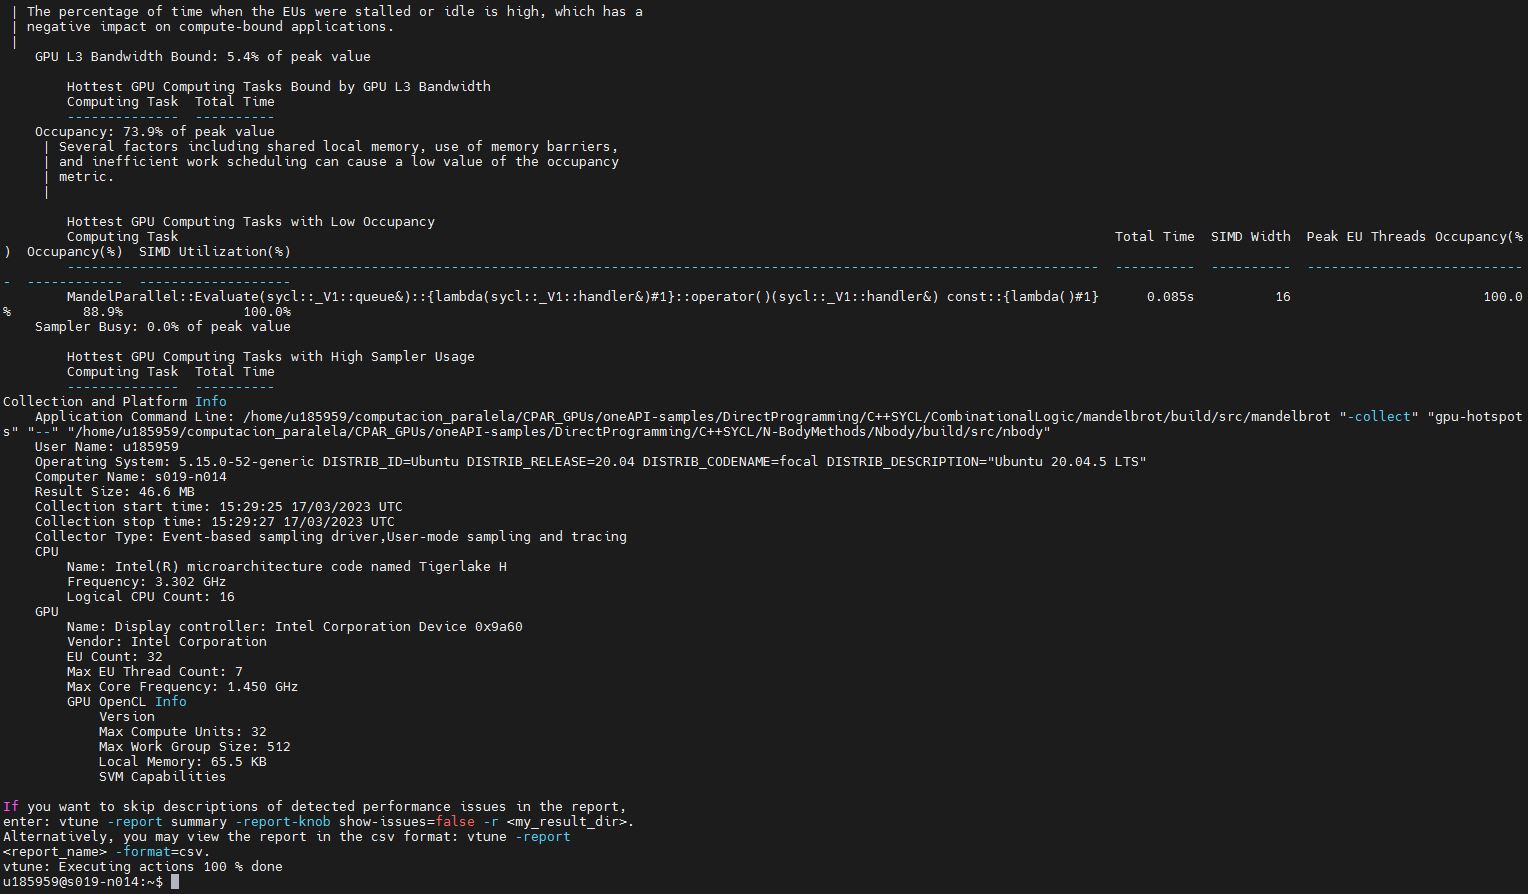 | The percentage of time when the EUs were stalled or idle is high, which has a
| negative impact on compute-bound applications.
|
GPU L3 Bandwidth Bound: 5.4% of peak value
Hottest GPU Computing Tasks Bound by GPU L3 Bandwidth
Computing Task  Total Time
--------------  ----------
Occupancy: 73.9% of peak value
| Several factors including shared local memory, use of memory barriers,
| and inefficient work scheduling can cause a low value of the occupancy
| metric.
|
Hottest GPU Computing Tasks with Low Occupancy
Computing Task  Total Time  SIMD Width  Peak EU Threads Occupancy(%
)  Occupancy(%)  SIMD Utilization(%)
---------------------------------------------------------------------------------------------------------------------------------  ----------  ----------  ---------------------------
-  ------------  -------------------
MandelParallel::Evaluate(sycl::_V1::queue&)::{lambda(sycl::_V1::handler&)#1}::operator()(sycl::_V1::handler&) const::{lambda()#1}  0.085s  16  100.0
%  88.9%  100.0%
Sampler Busy: 0.0% of peak value
Hottest GPU Computing Tasks with High Sampler Usage
Computing Task  Total Time
--------------  ----------
Collection and Platform Info
Application Command Line: /home/u185959/computacion_paralela/CPAR_GPUs/oneAPI-samples/DirectProgramming/C++SYCL/CombinationalLogic/mandelbrot/build/src/mandelbrot "-collect" "gpu-hotspot
s" "--" "/home/u185959/computacion_paralela/CPAR_GPUs/oneAPI-samples/DirectProgramming/C++SYCL/N-BodyMethods/Nbody/build/src/nbody"
User Name: u185959
Operating System: 5.15.0-52-generic DISTRIB_ID=Ubuntu DISTRIB_RELEASE=20.04 DISTRIB_CODENAME=focal DISTRIB_DESCRIPTION="Ubuntu 20.04.5 LTS"
Computer Name: s019-n014
Result Size: 46.6 MB
Collection start time: 15:29:25 17/03/2023 UTC
Collection stop time: 15:29:27 17/03/2023 UTC
Collector Type: Event-based sampling driver,User-mode sampling and tracing
CPU
Name: Intel(R) microarchitecture code named Tigerlake H
Frequency: 3.302 GHz
Logical CPU Count: 16
GPU
Name: Display controller: Intel Corporation Device 0x9a60
Vendor: Intel Corporation
EU Count: 32
Max EU Thread Count: 7
Max Core Frequency: 1.450 GHz
GPU OpenCL Info
Version
Max Compute Units: 32
Max Work Group Size: 512
Local Memory: 65.5 KB
SVM Capabilities
If you want to skip descriptions of detected performance issues in the report,
enter: vtune -report summary -report-knob show-issues=false -r <my_result_dir>.
Alternatively, you may view the report in the csv format: vtune -report
<report_name> -format=csv.
vtune: Executing actions 100 % done
u185959@s019-n014:~$